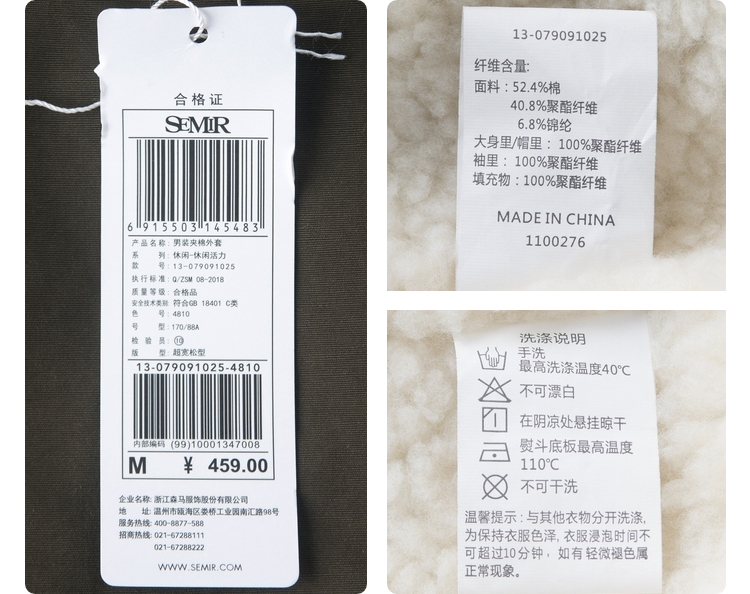 合格证
SEMIR
6 915503 145483
产品名称: 男装夹棉外套
系 列: 休闲-休闲活力
款 号: 13-079091025
执行标准: Q/ZSM 08-2018
质量等级: 合格品
安全技术类别: 符合GB 18401 C类
色 号: 4810
号 型: 170/88A
检 验 员: ⑩
版 型: 超宽松型
13-079091025-4810
内部编码 (99)10001347008
M ¥ 459.00
企业名称: 浙江森马服饰股份有限公司
地 址: 温州市瓯海区娄桥工业园南汇路98号
服务热线: 400-8877-588
招商热线: 021-67288111
021-67288222
WWW.SEMIR.COM
13-079091025
纤维含量:
面料: 52.4%棉
40.8%聚酯纤维
6.8%锦纶
大身里/帽里: 100%聚酯纤维
袖里: 100%聚酯纤维
填充物: 100%聚酯纤维
MADE IN CHINA
1100276
洗涤说明
手洗
最高洗涤温度40℃
不可漂白
在阴凉处悬挂晾干
熨斗底板最高温度
110℃
不可干洗
温馨提示: 与其他衣物分开洗涤,
为保持衣服色泽, 衣服浸泡时间不
可超过10分钟, 如有轻微褪色属
正常现象。